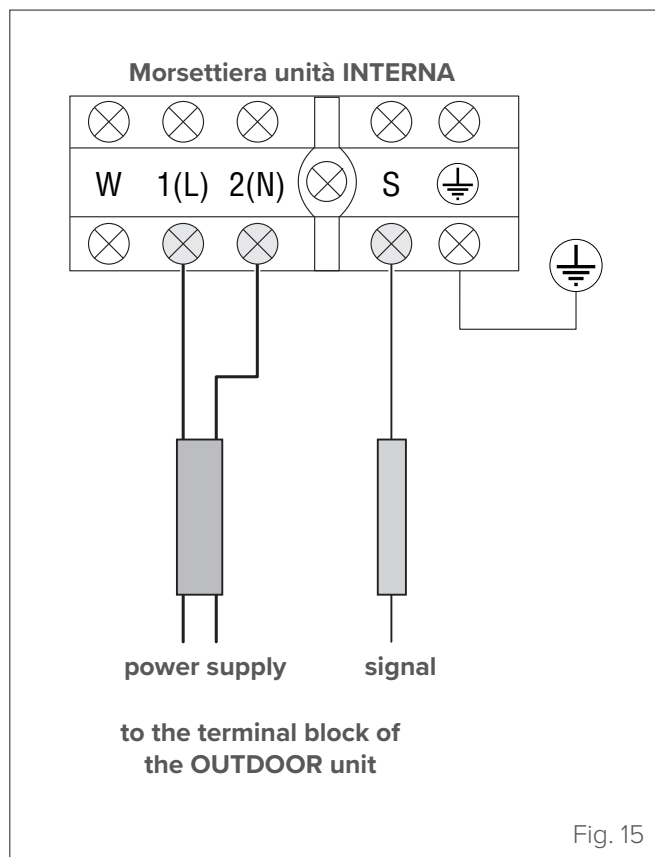 Morsettiera unità INTERNA
W 1(L) 2(N) S
power supply
signal
to the terminal block of
the OUTDOOR unit
Fig. 15